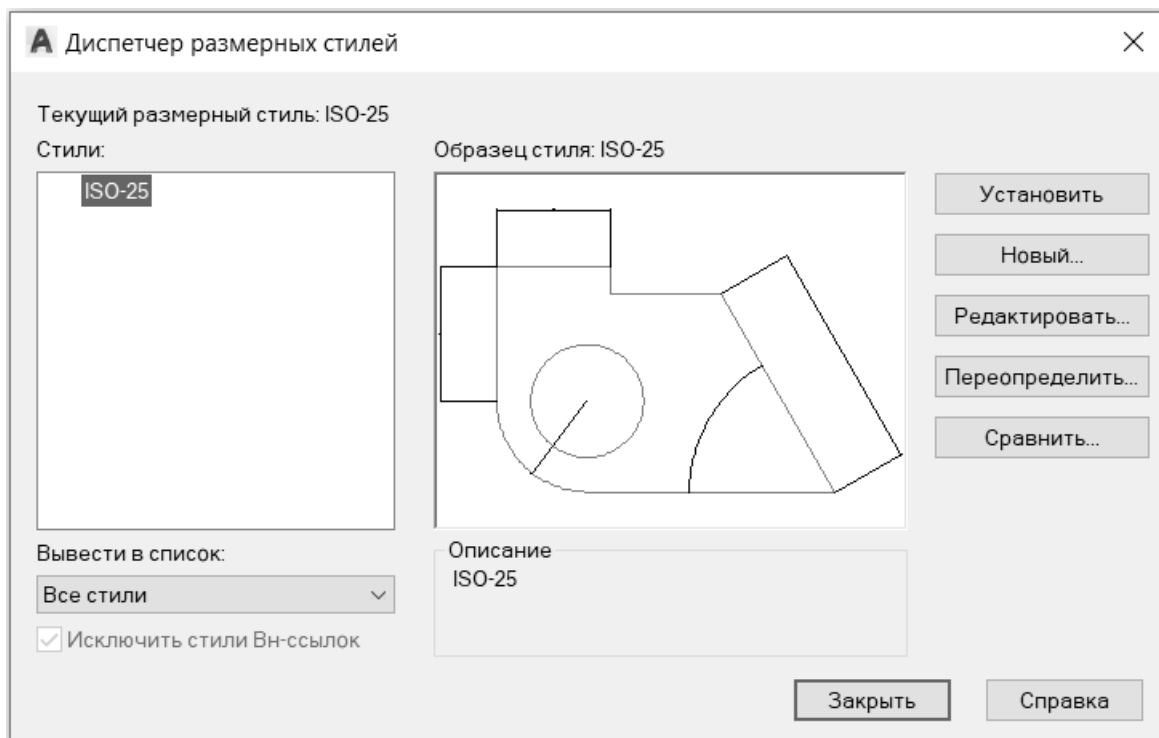 Диспетчер размерных стилей
Текущий размерный стиль: ISO-25
Стили:
ISO-25
Образец стиля: ISO-25
Установить
Новый...
Редактировать...
Переопределить...
Сравнить...
Вывести в список:
Все стили
Исключить стили Вн-ссылок
Описание
ISO-25
Закрыть
Справка